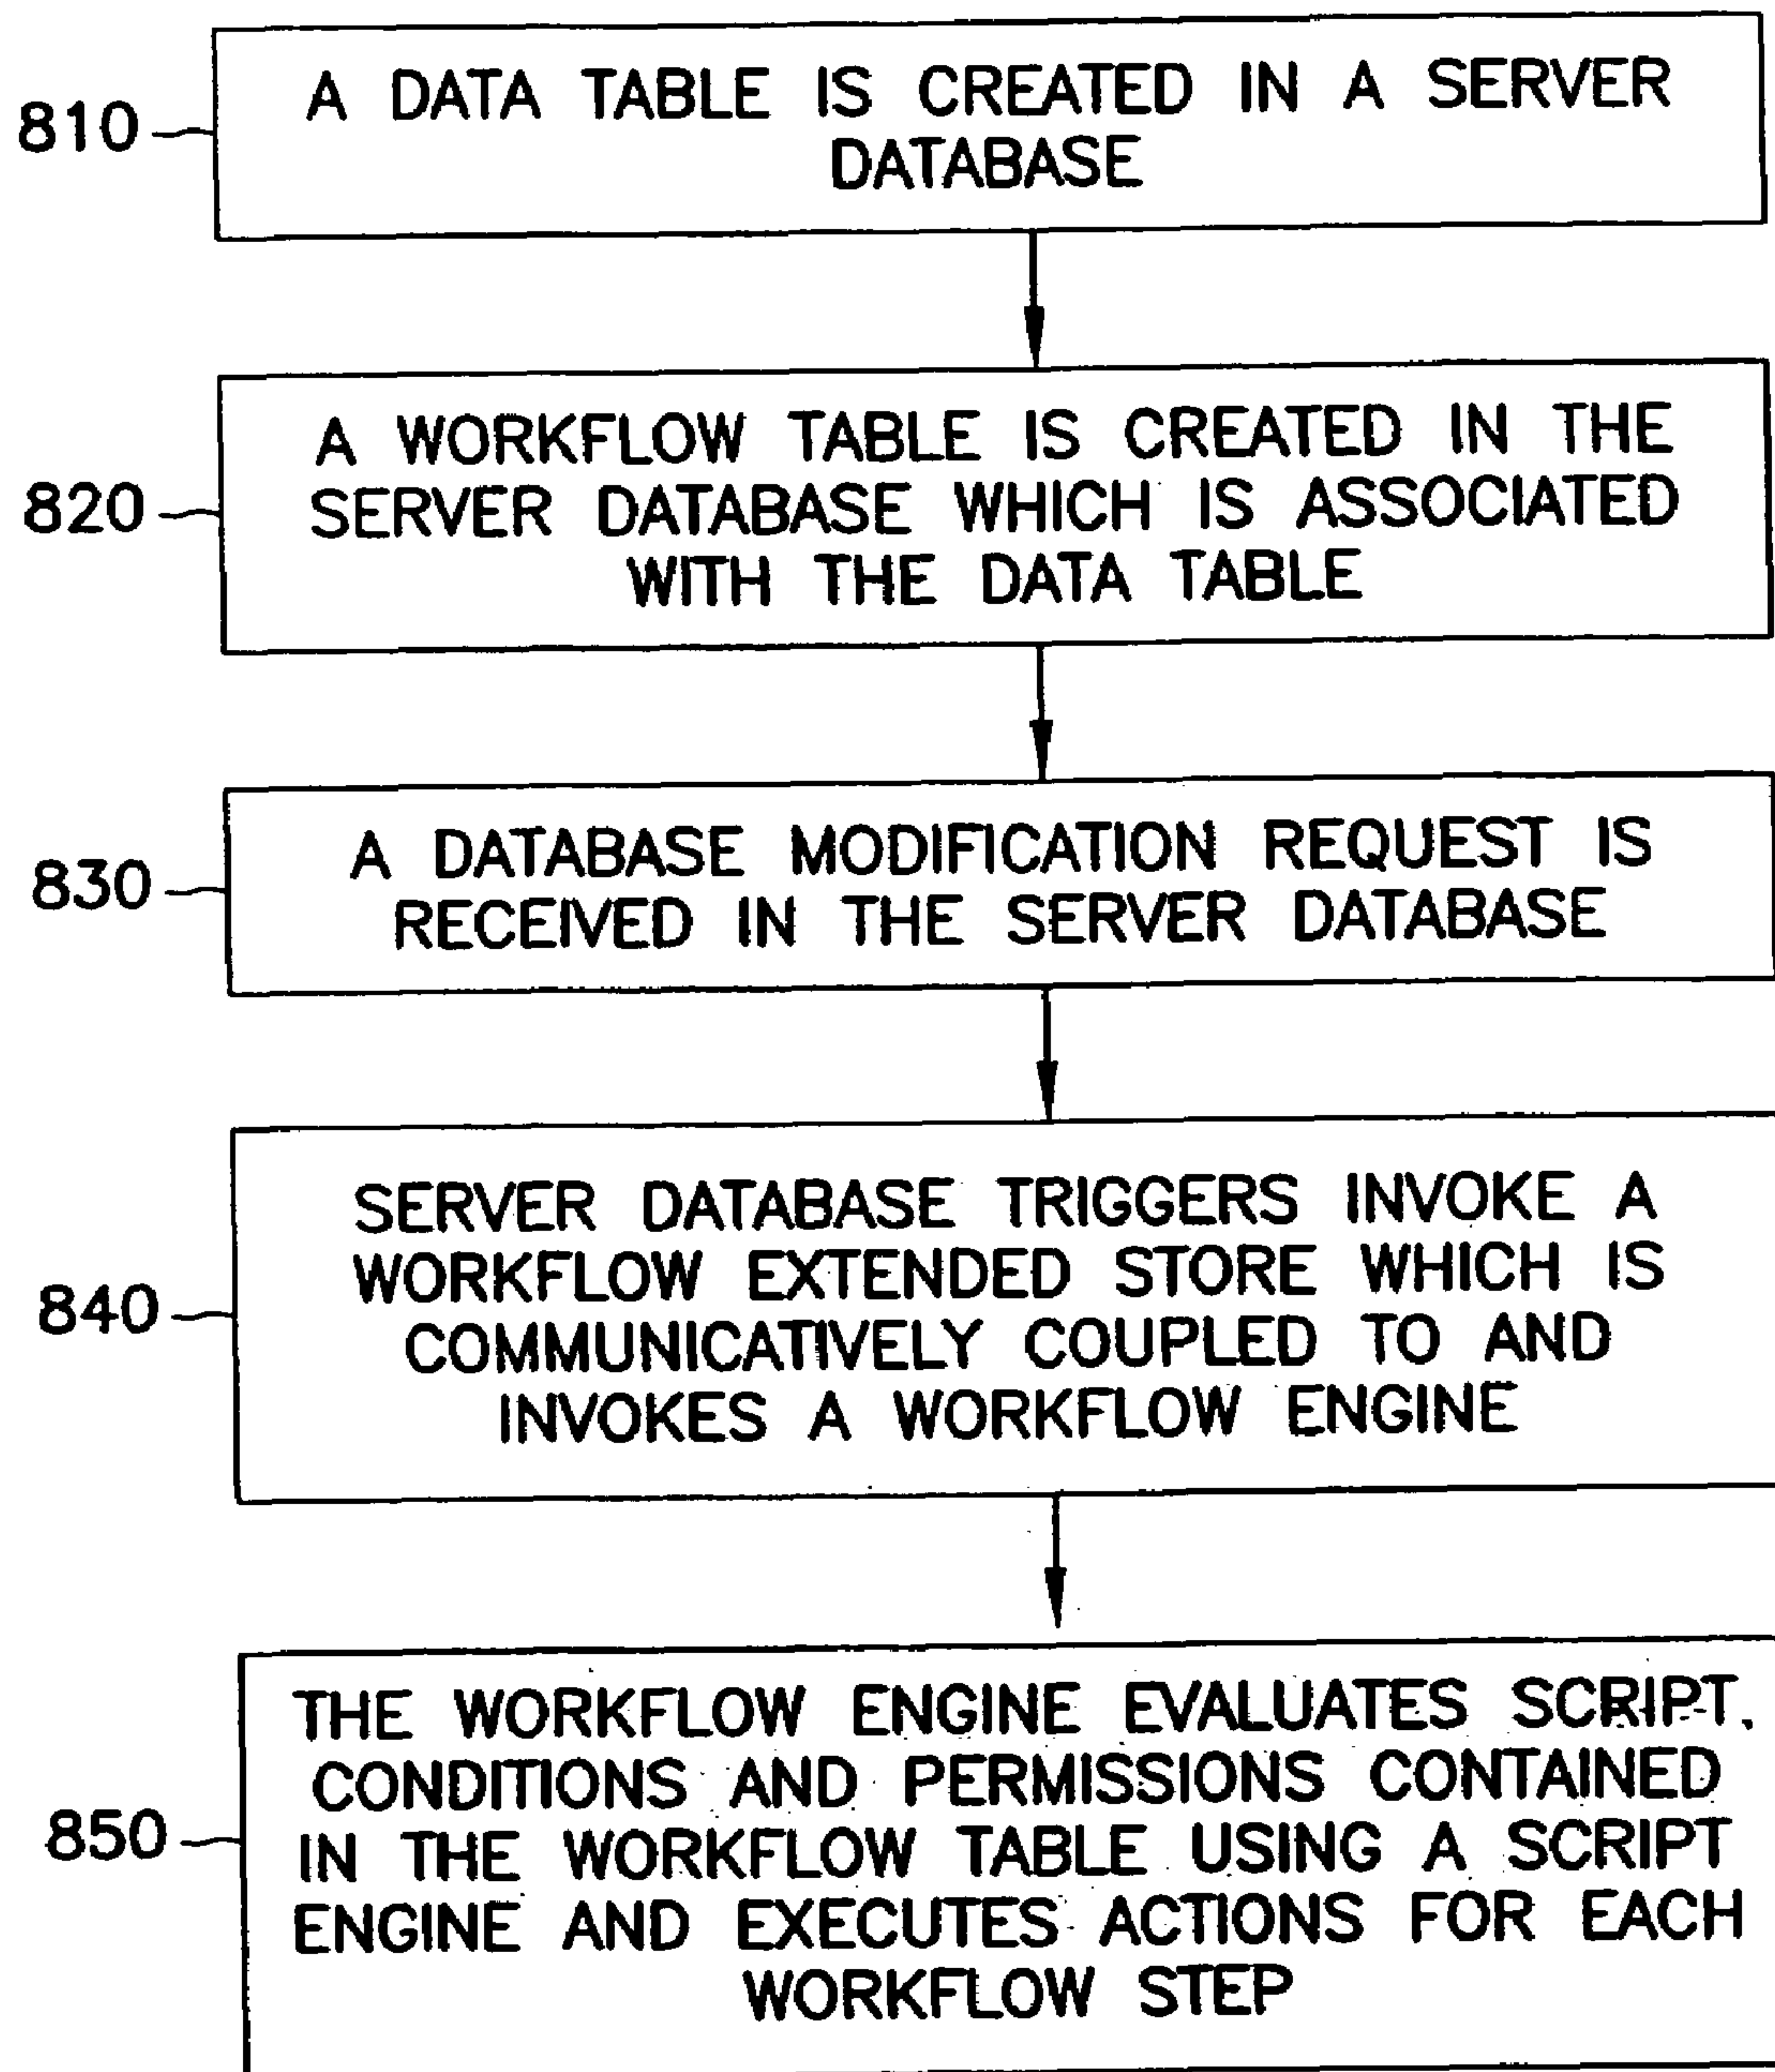 810
A DATA TABLE IS CREATED IN A SERVER
DATABASE
820
A WORKFLOW TABLE IS CREATED IN THE
SERVER DATABASE WHICH IS ASSOCIATED
WITH THE DATA TABLE
830
A DATABASE MODIFICATION REQUEST IS
RECEIVED IN THE SERVER DATABASE
840
SERVER DATABASE TRIGGERS INVOKE A
WORKFLOW EXTENDED STORE WHICH IS
COMMUNICATIVELY COUPLED TO AND
INVOKES A WORKFLOW ENGINE
850
THE WORKFLOW ENGINE EVALUATES SCRIPT,
CONDITIONS AND PERMISSIONS CONTAINED
IN THE WORKFLOW TABLE USING A SCRIPT
ENGINE AND EXECUTES ACTIONS FOR EACH
WORKFLOW STEP